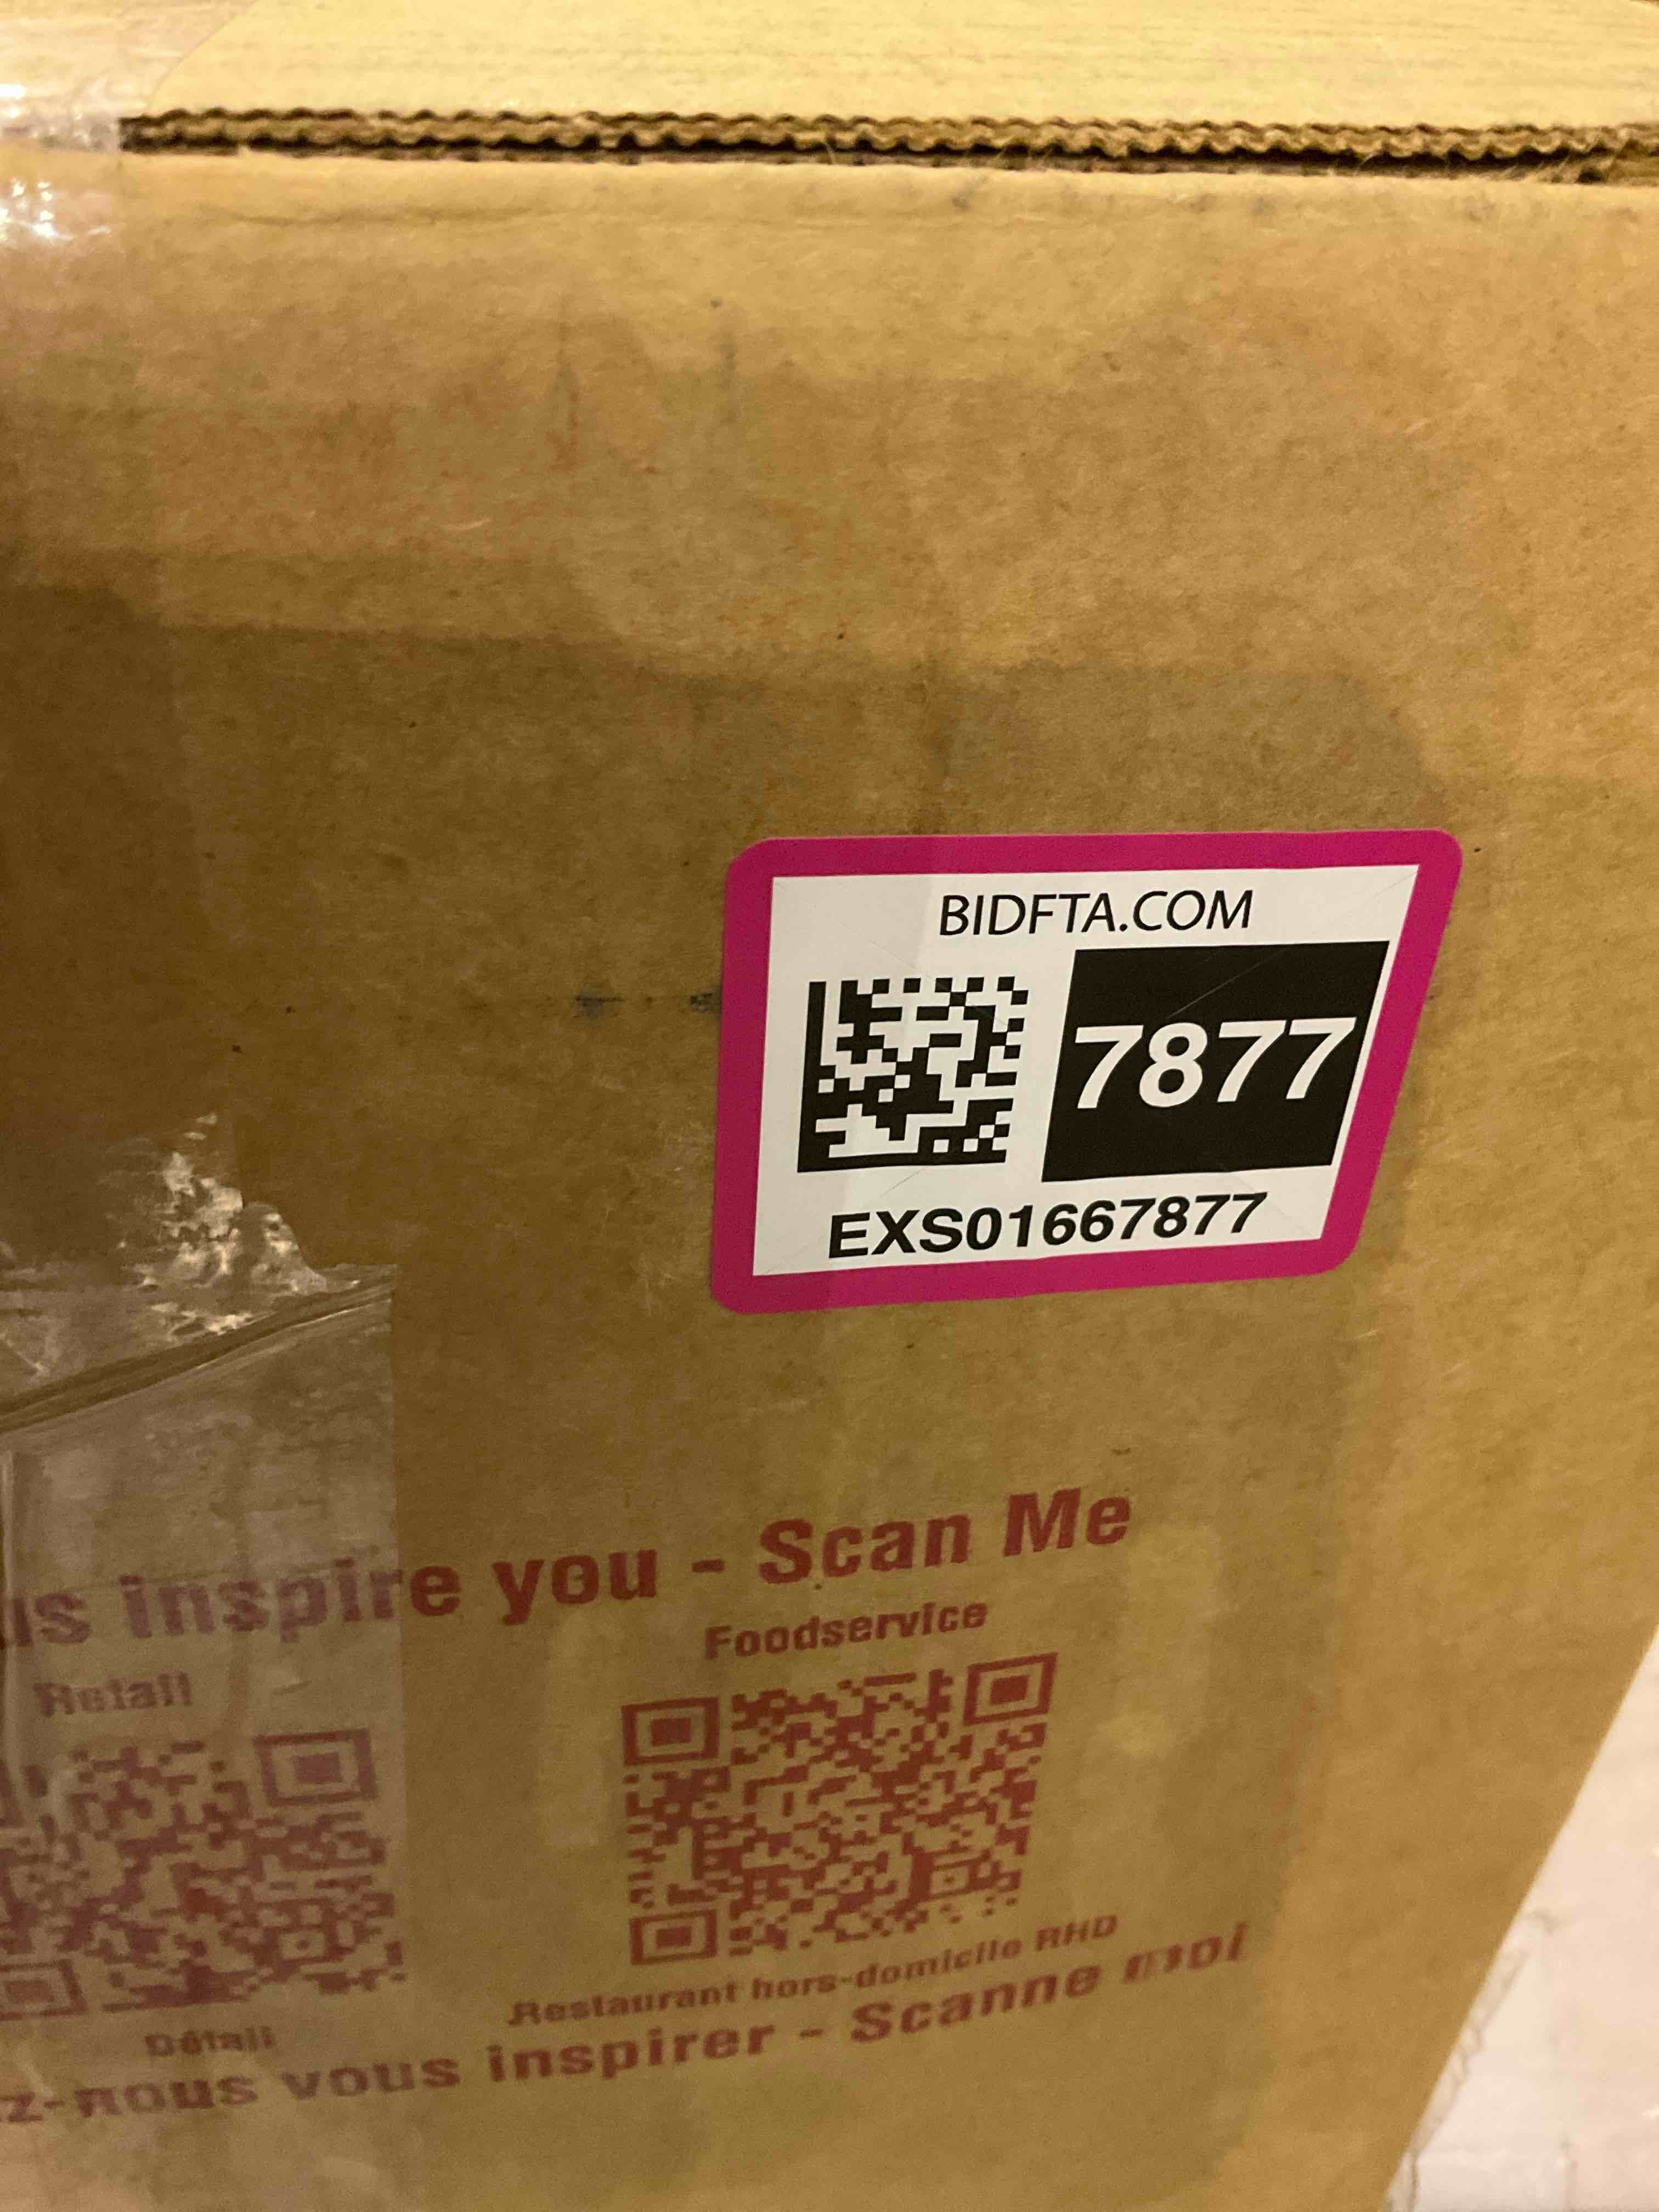 BIDFTA.COM
7877
EXS01667877
us inspire you - Scan Me
Retail
Foodservice
Restaurant hors-domicile RHD
Détail
z-nous vous inspirer - Scanne moi